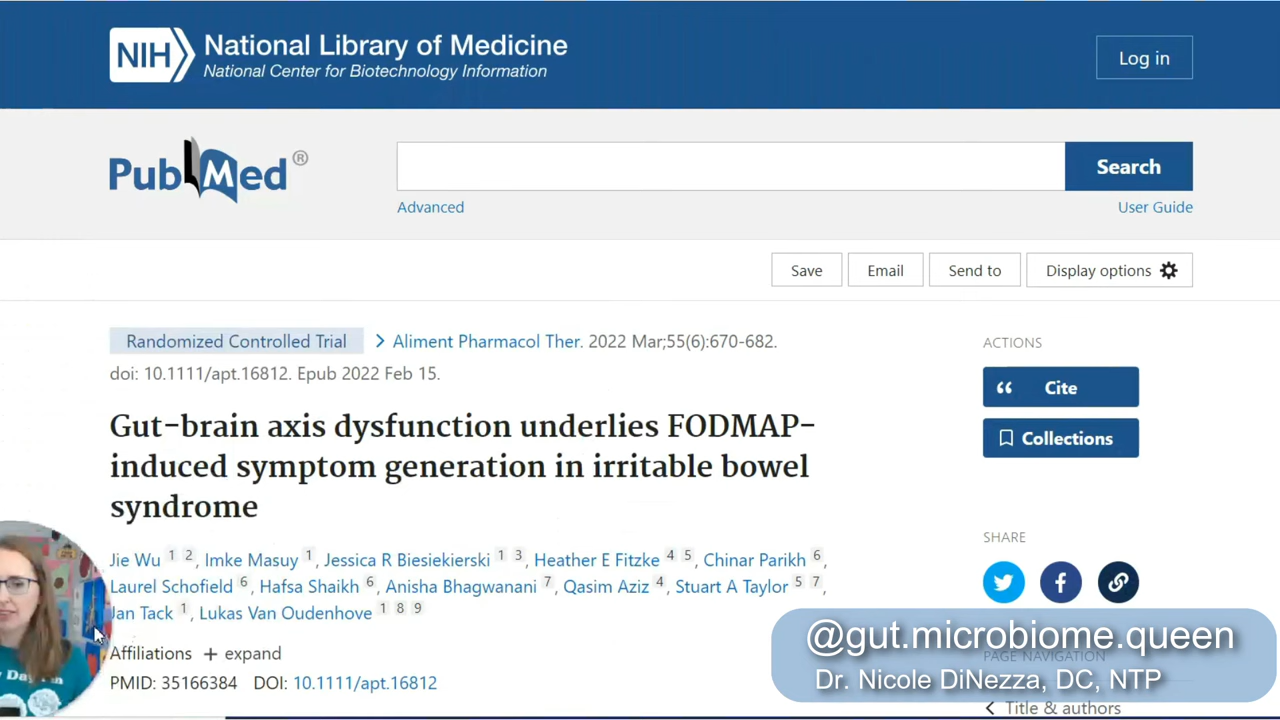 NIH National Library of Medicine
National Center for Biotechnology Information
Log in
PubMed®
Search
Advanced
User Guide
Save
Email
Send to
Display options
Randomized Controlled Trial
Aliment Pharmacol Ther. 2022 Mar;55(6):670-682.
doi: 10.1111/apt.16812. Epub 2022 Feb 15.
Gut-brain axis dysfunction underlies FODMAP-
induced symptom generation in irritable bowel
syndrome
Jie Wu 1 2, Imke Masuy 1, Jessica R Biesiekierski 1 3, Heather E Fitzke 4 5, Chinar Parikh 6,
Laurel Schofield 6, Hafsa Shaikh 6, Anisha Bhagwanani 7, Qasim Aziz 4, Stuart A Taylor 5 7,
Jan Tack 1, Lukas Van Oudenhove 1 8 9
Affiliations + expand
PMID: 35166384 DOI: 10.1111/apt.16812
ACTIONS
Cite
Collections
SHARE
PAGE NAVIGATION
Title & authors
@gut.microbiome.queen
Dr. Nicole DiNezza, DC, NTP